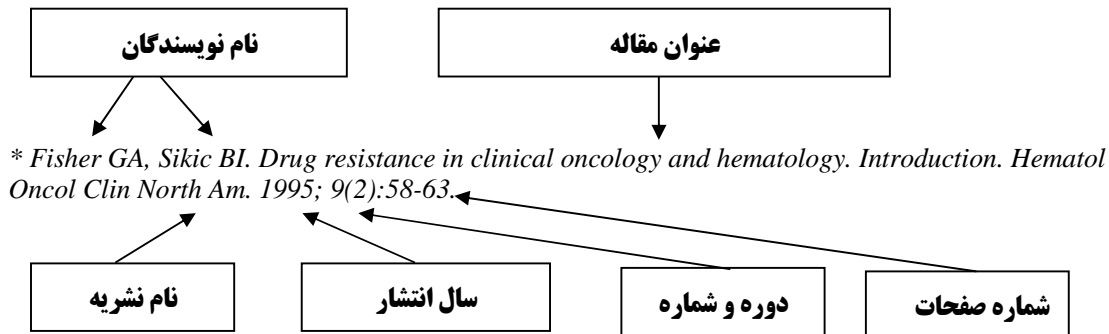 نام نویسندگان
عنوان مقاله
* Fisher GA, Sikic BI. Drug resistance in clinical oncology and hematology. Introduction. Hematol
Oncol Clin North Am. 1995; 9(2):58-63.
نام نشریه
سال انتشار
دوره و شماره
شماره صفحات